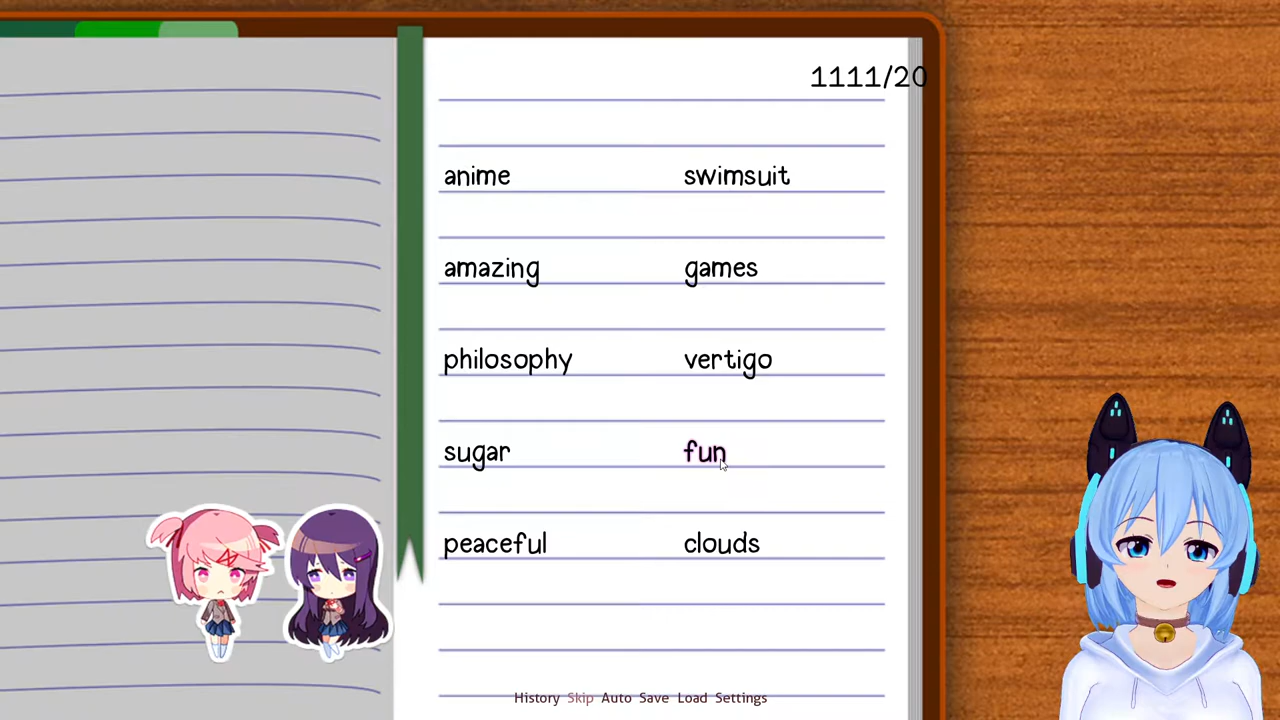 1111/20
anime swimsuit
amazing games
philosophy vertigo
sugar fun
peaceful clouds
History Skip Auto Save Load Settings